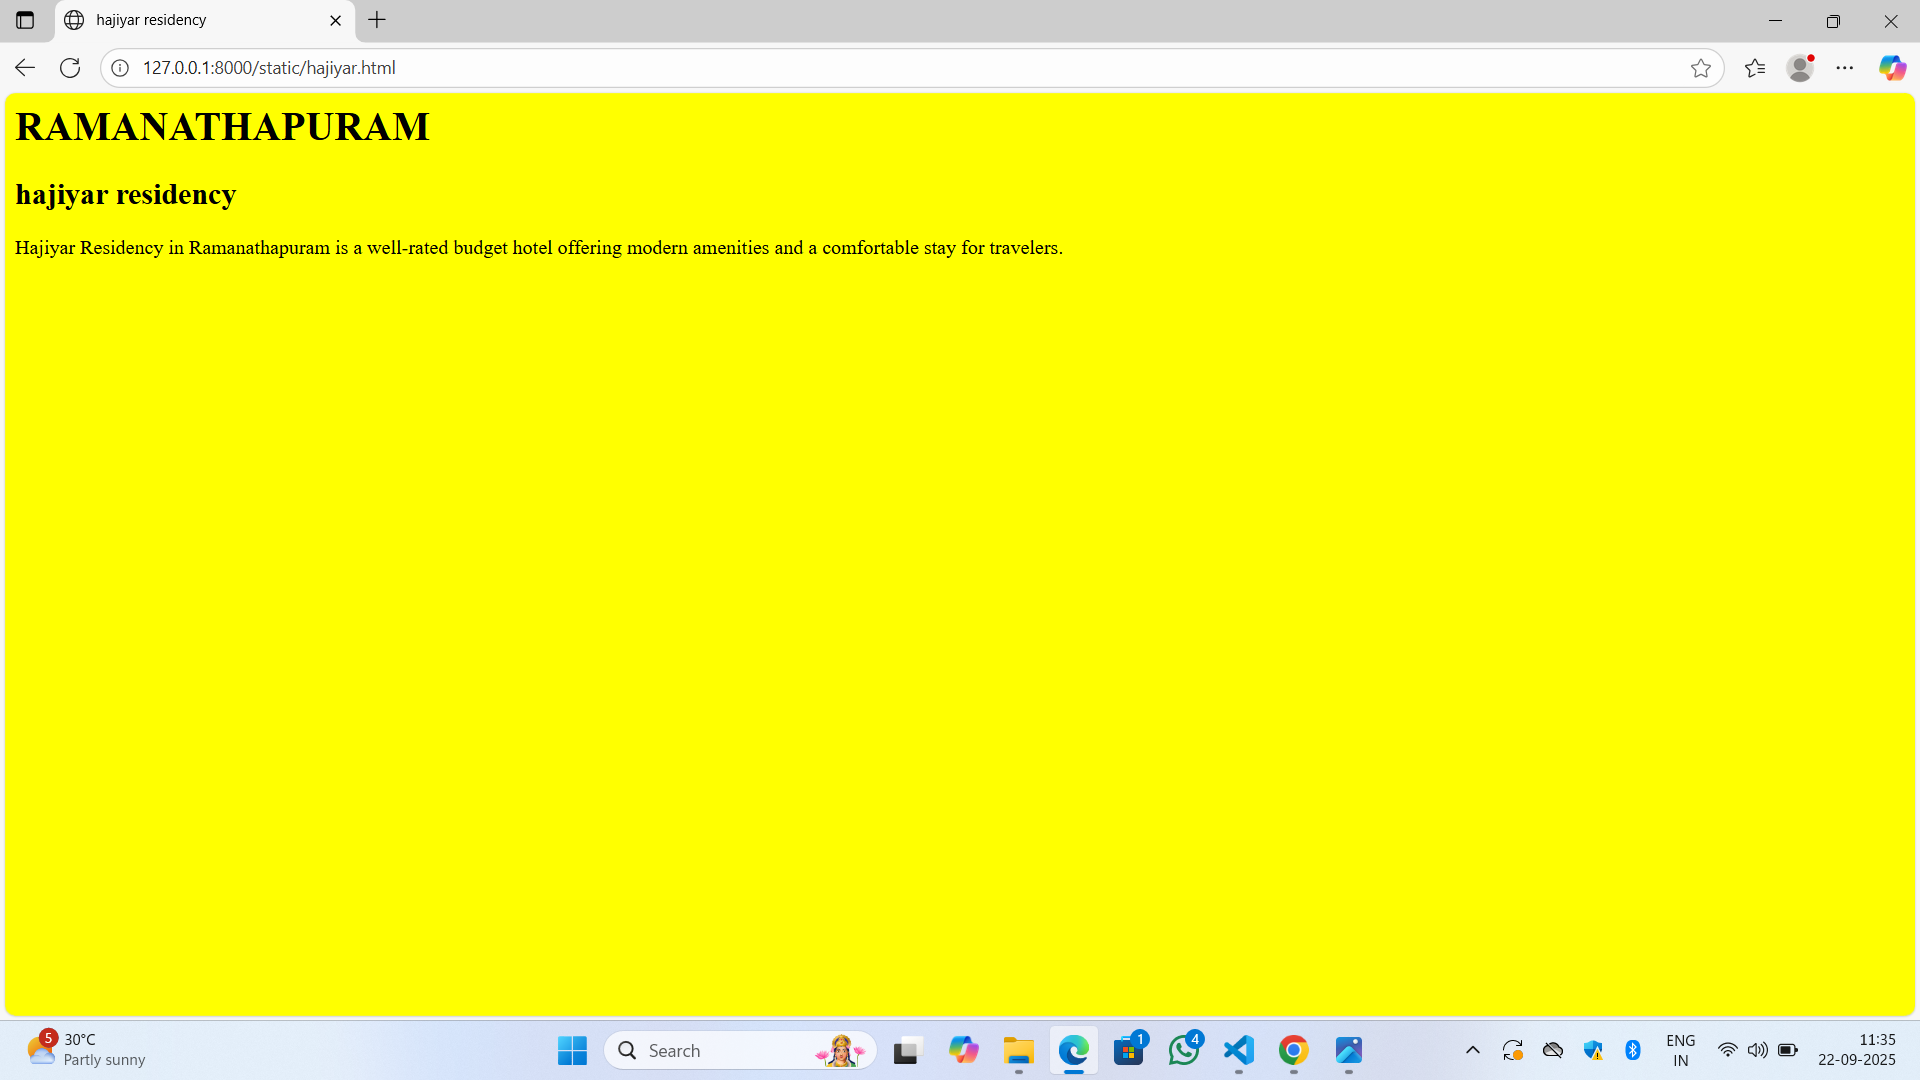 hajiyar residency
127.0.0.1:8000/static/hajiyar.html
RAMANATHAPURAM
hajiyar residency
Hajiyar Residency in Ramanathapuram is a well-rated budget hotel offering modern amenities and a comfortable stay for travelers.
5
30°C
Partly sunny
Search
1
4
ENG
IN
11:35
22-09-2025